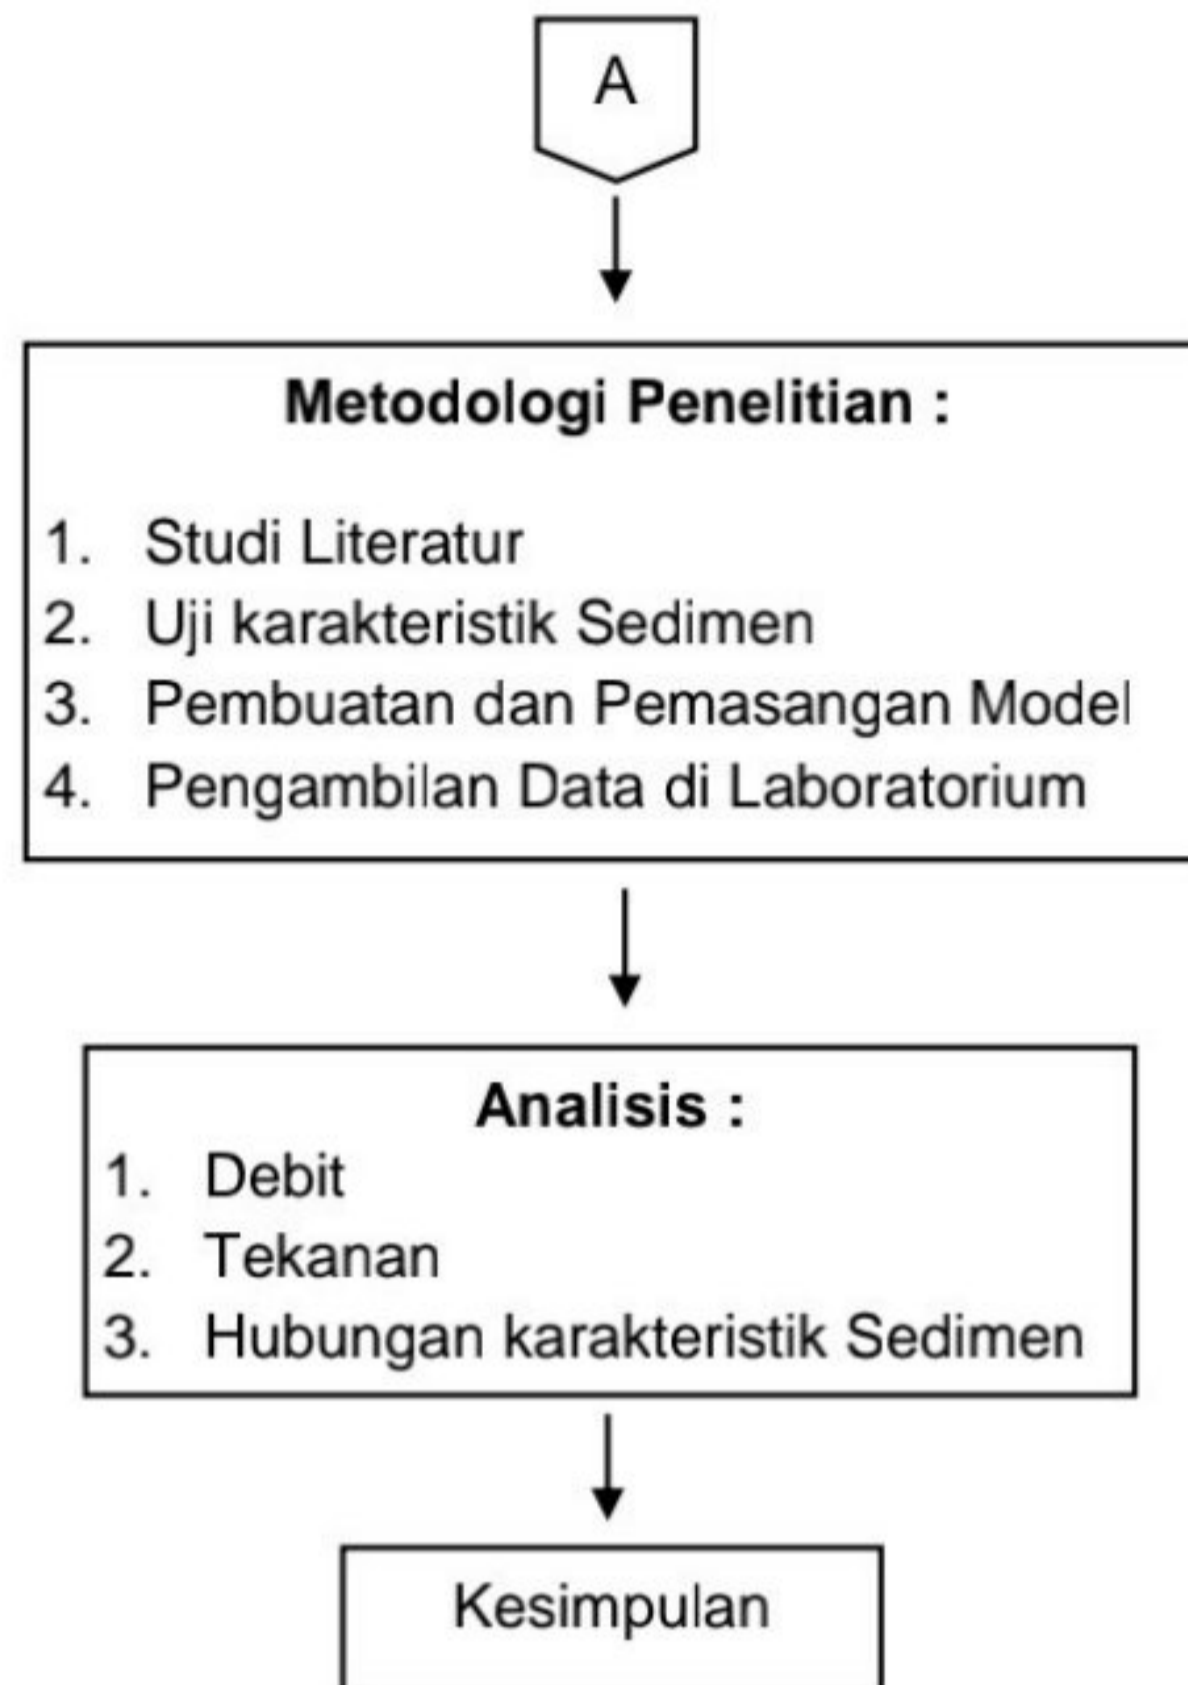 A
Metodologi Penelitian :
1. Studi Literatur
2. Uji karakteristik Sedimen
3. Pembuatan dan Pemasangan Model
4. Pengambilan Data di Laboratorium
Analisis :
1. Debit
2. Tekanan
3. Hubungan karakteristik Sedimen
Kesimpulan